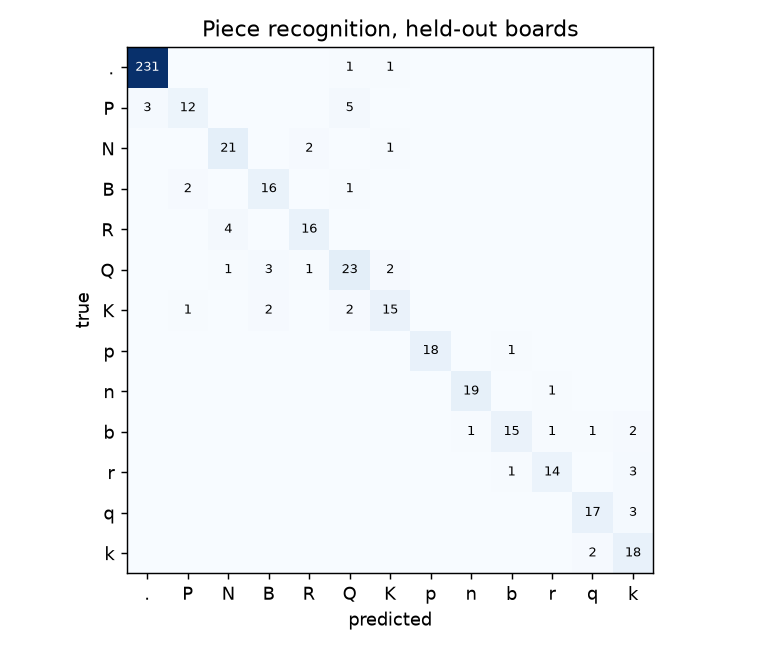 Piece recognition, held-out boards
. 231 1 1
P 3 12 5
N 21 2 1
B 2 16 1
R 4 16
Q 1 3 1 23 2
K 1 2 2 15
p 18 1
n 19 1
b 1 15 1 1 2
r 1 14 3
q 17 3
k 2 18
true
. P N B R Q K p n b r q k
predicted